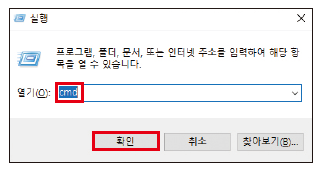 실행
프로그램, 폴더, 문서, 또는 인터넷 주소를 입력하여 해당 항
목을 열 수 있습니다.
열기(O): cmd
확인 취소 찾아보기(B)...